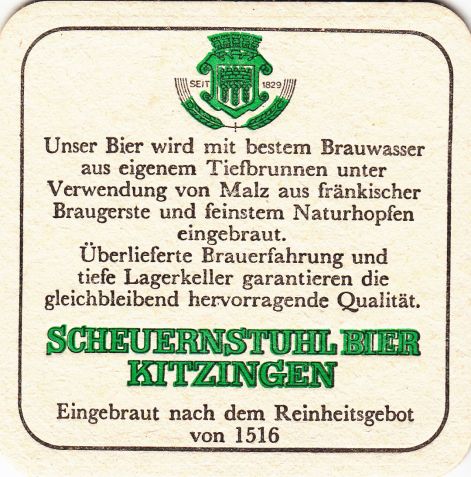 SEIT 1829
Unser Bier wird mit bestem Brauwasser
aus eigenem Tiefbrunnen unter
Verwendung von Malz aus fränkischer
Braugerste und feinstem Naturhopfen
eingebraut.
Überlieferte Brauerfahrung und
tiefe Lagerkeller garantieren die
gleichbleibend hervorragende Qualität.
SCHEUERNSTUHL BIER
KITZINGEN
Eingebraut nach dem Reinheitsgebot
von 1516